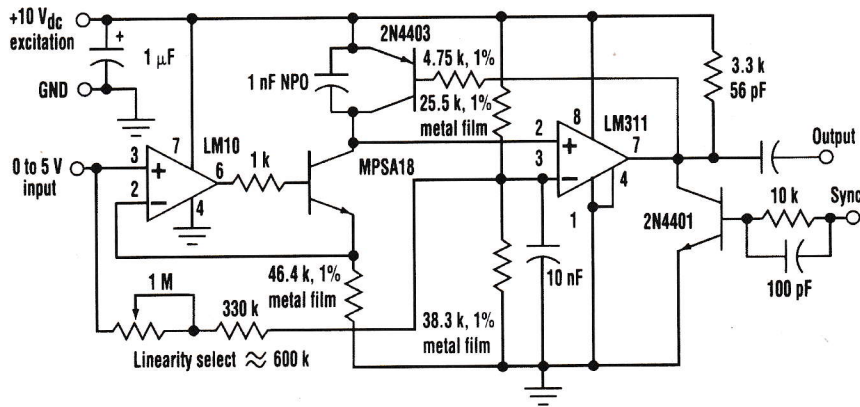 +10 Vdc
excitation
+
1 µF
GND
2N4403
4.75 k, 1%
1 nF NPO
25.5 k, 1%
metal film
3.3 k
56 pF
7
LM10
3
+
0 to 5 V
input
2
−
6
4
1 k
MPSA18
8
LM311
2
+
7
3
−
4
1
Output
10 k
Sync
2N4401
100 pF
1 M
330 k
46.4 k, 1%
metal film
10 nF
38.3 k, 1%
metal film
Linearity select ≈ 600 k